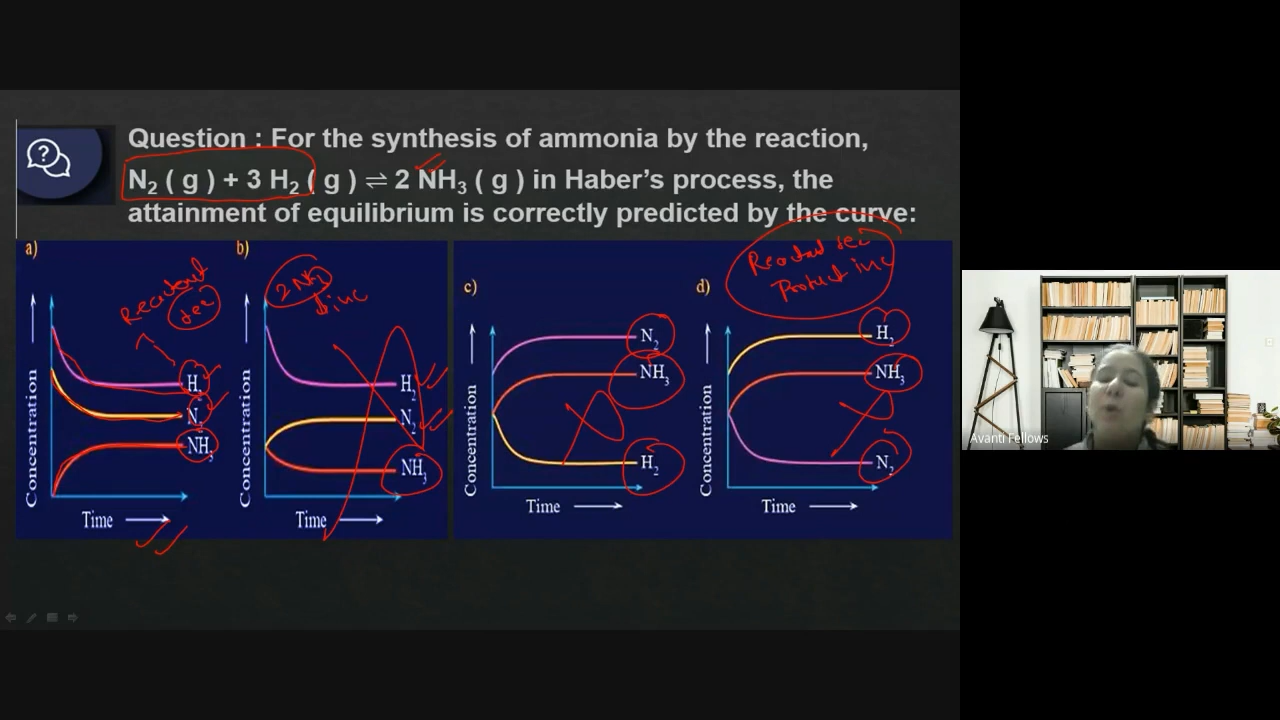 Question : For the synthesis of ammonia by the reaction,
N₂ ( g ) + 3 H₂ ( g ) ⇌ 2 NH₃ ( g ) in Haber’s process, the
attainment of equilibrium is correctly predicted by the curve:
a)
Reactant
dec
Concentration
H₂
N₂
NH₃
Time
b)
2 NH₃
inc
Concentration
H₂
N₂
NH₃
Time
c)
Concentration
N₂
NH₃
H₂
Time
d)
Reactant dec
Product inc
Concentration
H₂
NH₃
N₂
Time
Avanti Fellows